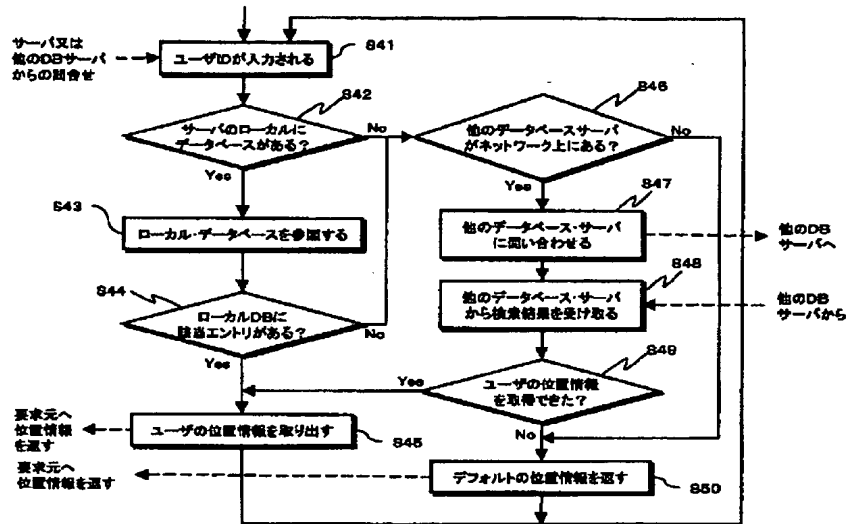 サーバ又は
他のDBサーバ
からの問合せ
ユーザIDが入力される
S41
サーバのローカルに
データベースがある?
S42
No
Yes
S43
ローカル・データベースを参照する
S44
ローカルDBに
該当エントリがある?
No
Yes
要求元へ
位置情報
を返す
ユーザの位置情報を取り出す
S45
他のデータベースサーバ
がネットワーク上にある?
S46
No
Yes
S47
他のデータベース・サーバ
に問い合わせる
他のDB
サーバへ
S48
他のデータベース・サーバ
から検索結果を受け取る
他のDB
サーバから
S49
ユーザの位置情報
を取得できた?
Yes
No
要求元へ
位置情報を返す
デフォルトの位置情報を返す
S50